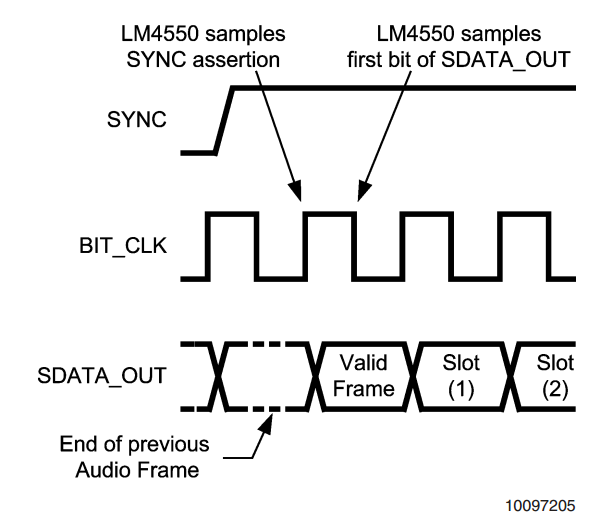 LM4550 samples
SYNC assertion
LM4550 samples
first bit of SDATA_OUT
SYNC
BIT_CLK
SDATA_OUT
Valid
Frame
Slot
(1)
Slot
(2)
End of previous
Audio Frame
10097205